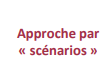 Approche par
« scénarios »